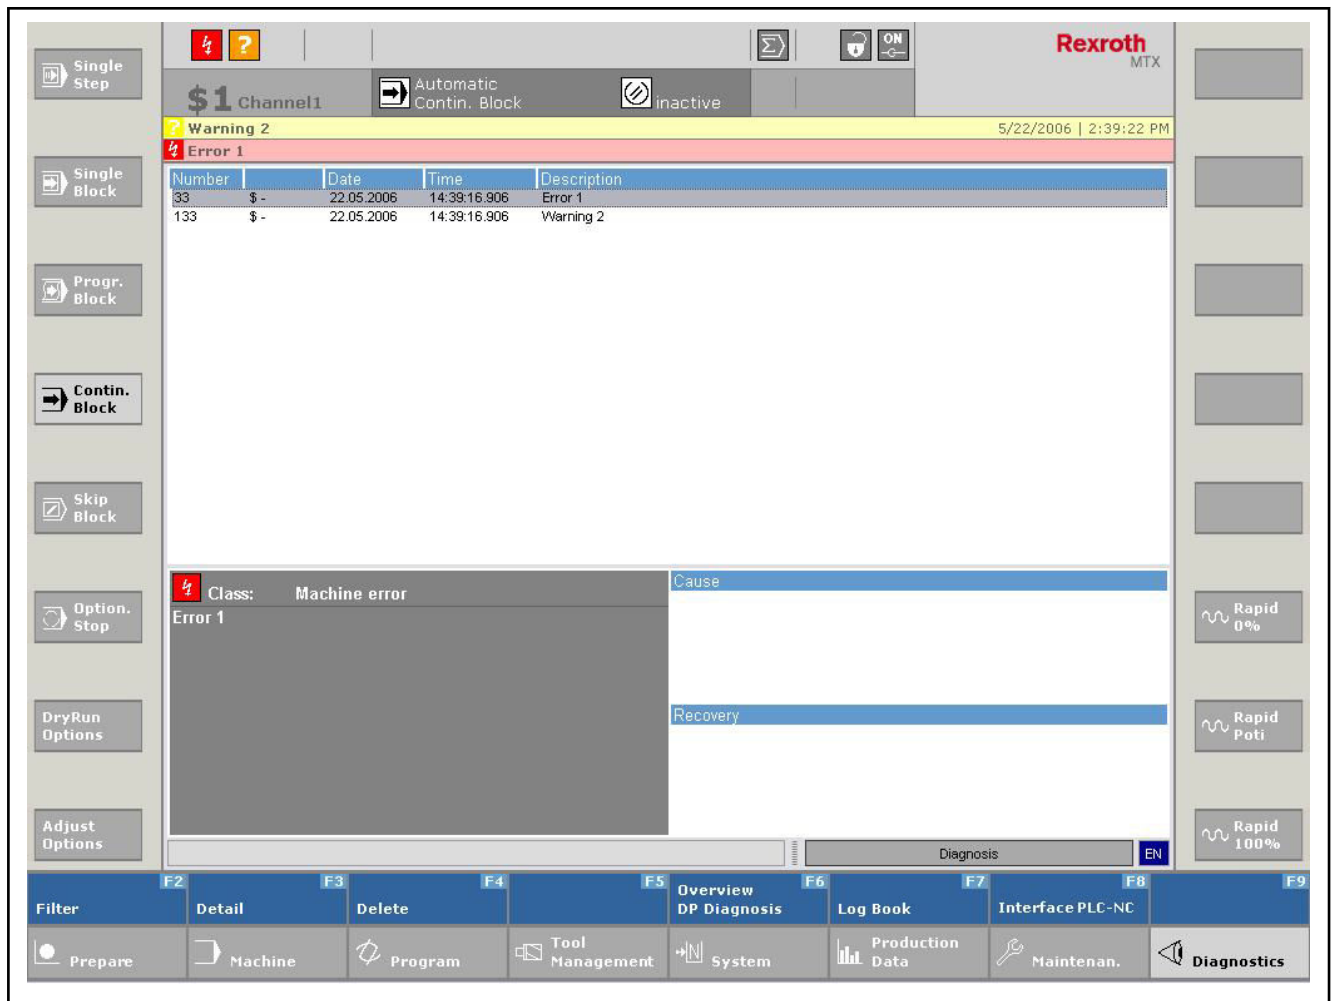 Single
Step
Single
Block
Progr.
Block
Contin.
Block
Skip
Block
Option.
Stop
DryRun
Options
Adjust
Options
?
Rexroth
MTX
Σ
ON
$1 Channel1
Automatic
Contin. Block
inactive
? Warning 2 5/22/2006 | 2:39:22 PM
Error 1
Number Date Time Description
33 $ - 22.05.2006 14:39:16.906 Error 1
133 $ - 22.05.2006 14:39:16.906 Warning 2
Class: Machine error
Error 1
Cause
Recovery
Diagnosis EN
Rapid
0%
Rapid
Poti
Rapid
100%
F2 F3 F4 F5 F6 F7 F8 F9
Filter Detail Delete Overview
DP Diagnosis Log Book Interface PLC-NC
Prepare Machine Program Tool
Management System Production
Data Maintenan. Diagnostics